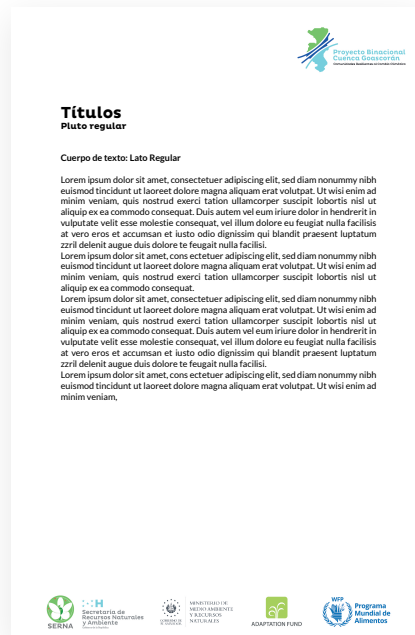 Proyecto Binacional
Cuenca Goascorán
Títulos
Pluto regular
Cuerpo de texto: Lato Regular
Lorem ipsum dolor sit amet, consectetuer adipiscing elit, sed diam nonummy nibh
euismod tincidunt ut laoreet dolore magna aliquam erat volutpat. Ut wisi enim ad
minim veniam, quis nostrud exerci tation ullamcorper suscipit lobortis nisl ut
aliquip ex ea commodo consequat. Duis autem vel eum iriure dolor in hendrerit in
vulputate velit esse molestie consequat, vel illum dolore eu feugiat nulla facilisis
at vero eros et accumsan et iusto odio dignissim qui blandit praesent luptatum
zzril delenit augue duis dolore te feugait nulla facilisi.
Lorem ipsum dolor sit amet, consectetuer adipiscing elit, sed diam nonummy nibh
euismod tincidunt ut laoreet dolore magna aliquam erat volutpat. Ut wisi enim ad
minim veniam, quis nostrud exerci tation ullamcorper suscipit lobortis nisl ut
aliquip ex ea commodo consequat.
Lorem ipsum dolor sit amet, consectetuer adipiscing elit, sed diam nonummy nibh
euismod tincidunt ut laoreet dolore magna aliquam erat volutpat. Ut wisi enim ad
minim veniam, quis nostrud exerci tation ullamcorper suscipit lobortis nisl ut
aliquip ex ea commodo consequat. Duis autem vel eum iriure dolor in hendrerit in
vulputate velit esse molestie consequat, vel illum dolore eu feugiat nulla facilisis
at vero eros et accumsan et iusto odio dignissim qui blandit praesent luptatum
zzril delenit augue duis dolore te feugait nulla facilisi.
Lorem ipsum dolor sit amet, cons ectetuer adipiscing elit, sed diam nonummy nibh
euismod tincidunt ut laoreet dolore magna aliquam erat volutpat. Ut wisi enim ad
minim veniam,
SERNA
H
Secretaría de
Recursos Naturales
y Ambiente
GOBIERNO DE
EL SALVADOR
MINISTERIO DE
MEDIO AMBIENTE
Y RECURSOS
NATURALES
ADAPTATION FUND
WFP
Programa
Mundial de
Alimentos